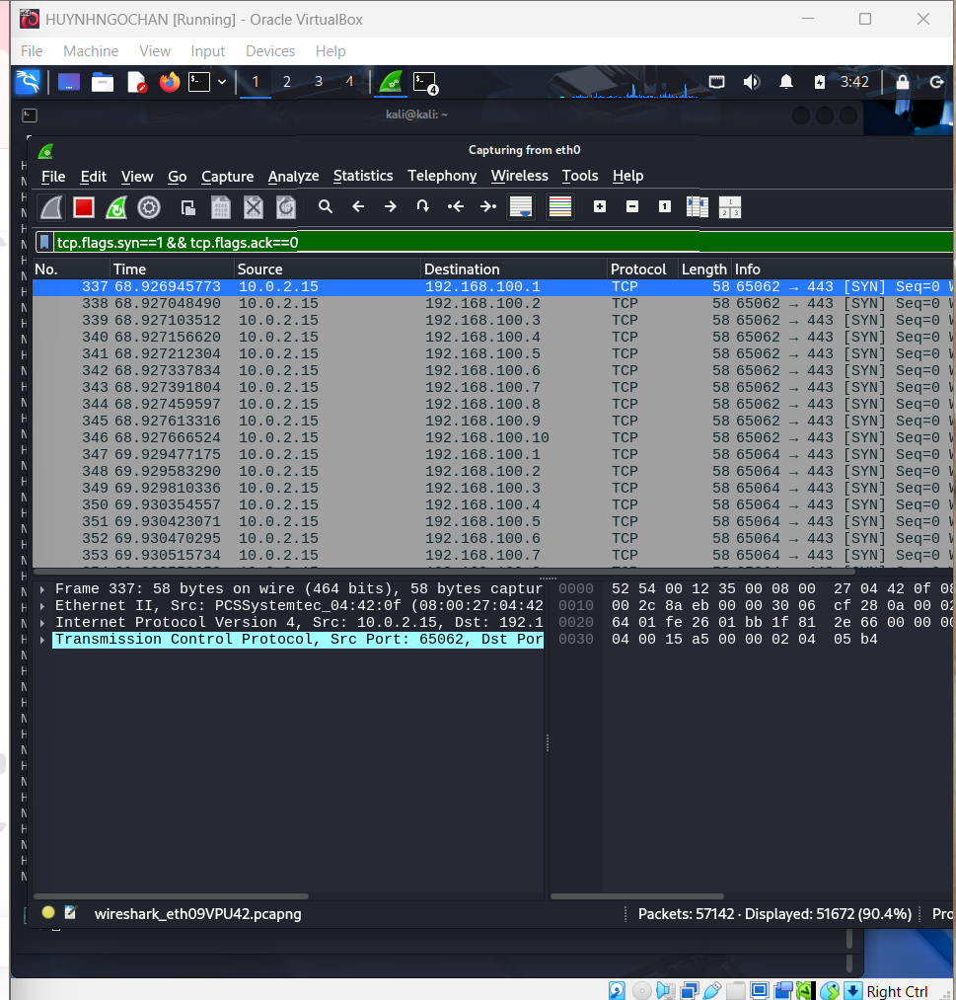 HUYNHNGOCHAN [Running] - Oracle VirtualBox
File Machine View Input Devices Help
1 2 3 4 4 3:42
kali@kali: ~
Capturing from eth0
File Edit View Go Capture Analyze Statistics Telephony Wireless Tools Help
tcp.flags.syn==1 && tcp.flags.ack==0
No. Time Source Destination Protocol Length Info
337 68.926945773 10.0.2.15 192.168.100.1 TCP 58 65062 → 443 [SYN] Seq=0 W
338 68.927048490 10.0.2.15 192.168.100.2 TCP 58 65062 → 443 [SYN] Seq=0 W
339 68.927103512 10.0.2.15 192.168.100.3 TCP 58 65062 → 443 [SYN] Seq=0 W
340 68.927156620 10.0.2.15 192.168.100.4 TCP 58 65062 → 443 [SYN] Seq=0 W
341 68.927212304 10.0.2.15 192.168.100.5 TCP 58 65062 → 443 [SYN] Seq=0 W
342 68.927337834 10.0.2.15 192.168.100.6 TCP 58 65062 → 443 [SYN] Seq=0 W
343 68.927391804 10.0.2.15 192.168.100.7 TCP 58 65062 → 443 [SYN] Seq=0 W
344 68.927459597 10.0.2.15 192.168.100.8 TCP 58 65062 → 443 [SYN] Seq=0 W
345 68.927613316 10.0.2.15 192.168.100.9 TCP 58 65062 → 443 [SYN] Seq=0 W
346 68.927666524 10.0.2.15 192.168.100.10 TCP 58 65062 → 443 [SYN] Seq=0 W
347 69.929477175 10.0.2.15 192.168.100.1 TCP 58 65064 → 443 [SYN] Seq=0 W
348 69.929583290 10.0.2.15 192.168.100.2 TCP 58 65064 → 443 [SYN] Seq=0 W
349 69.929810336 10.0.2.15 192.168.100.3 TCP 58 65064 → 443 [SYN] Seq=0 W
350 69.930354557 10.0.2.15 192.168.100.4 TCP 58 65064 → 443 [SYN] Seq=0 W
351 69.930423071 10.0.2.15 192.168.100.5 TCP 58 65064 → 443 [SYN] Seq=0 W
352 69.930470295 10.0.2.15 192.168.100.6 TCP 58 65064 → 443 [SYN] Seq=0 W
353 69.930515734 10.0.2.15 192.168.100.7 TCP 58 65064 → 443 [SYN] Seq=0 W
Frame 337: 58 bytes on wire (464 bits), 58 bytes captur
Ethernet II, Src: PCSSystemtec_04:42:0f (08:00:27:04:42
Internet Protocol Version 4, Src: 10.0.2.15, Dst: 192.1
Transmission Control Protocol, Src Port: 65062, Dst Por
0000 52 54 00 12 35 00 08 00 27 04 42 0f 08
0010 00 2c 8a eb 00 00 30 06 cf 28 0a 00 02
0020 64 01 fe 26 01 bb 1f 81 2e 66 00 00 00
0030 04 00 15 a5 00 00 02 04 05 b4
wireshark_eth09VPU42.pcapng Packets: 57142 · Displayed: 51672 (90.4%) Pro
Right Ctrl